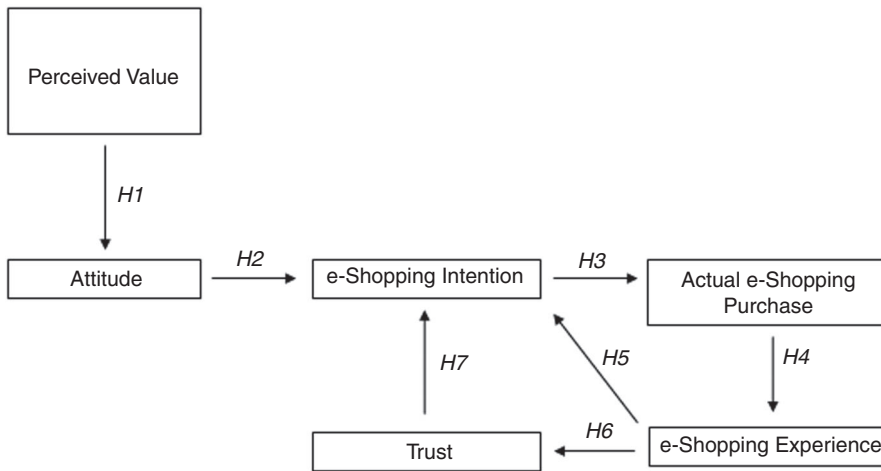 Perceived Value
H1
Attitude
H2
e-Shopping Intention
H3
Actual e-Shopping
Purchase
H4
H5
H7
H6
Trust
e-Shopping Experience